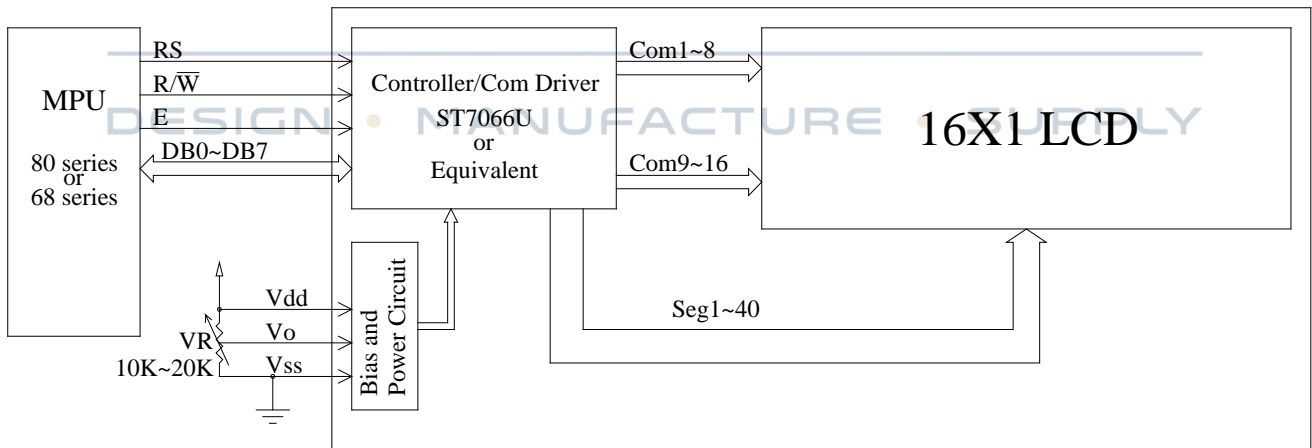 MPU
80 series
or
68 series
RS
R/W̅
E
DB0~DB7
Controller/Com Driver
ST7066U
or
Equivalent
Com1~8
Com9~16
16X1 LCD
DESIGN • MANUFACTURE • SUPPLY
Vdd
Vo
Vss
VR
10K~20K
Bias and
Power Circuit
Seg1~40